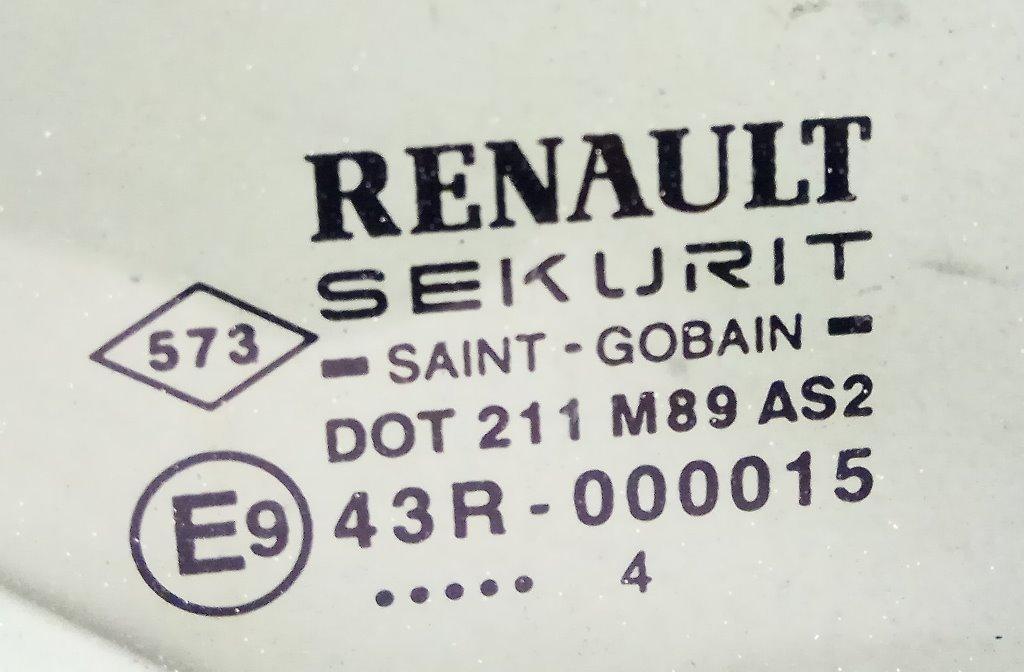 RENAULT
SEKURIT
573
- SAINT-GOBAIN -
DOT 211 M89 AS2
E9
43R-000015
..... 4